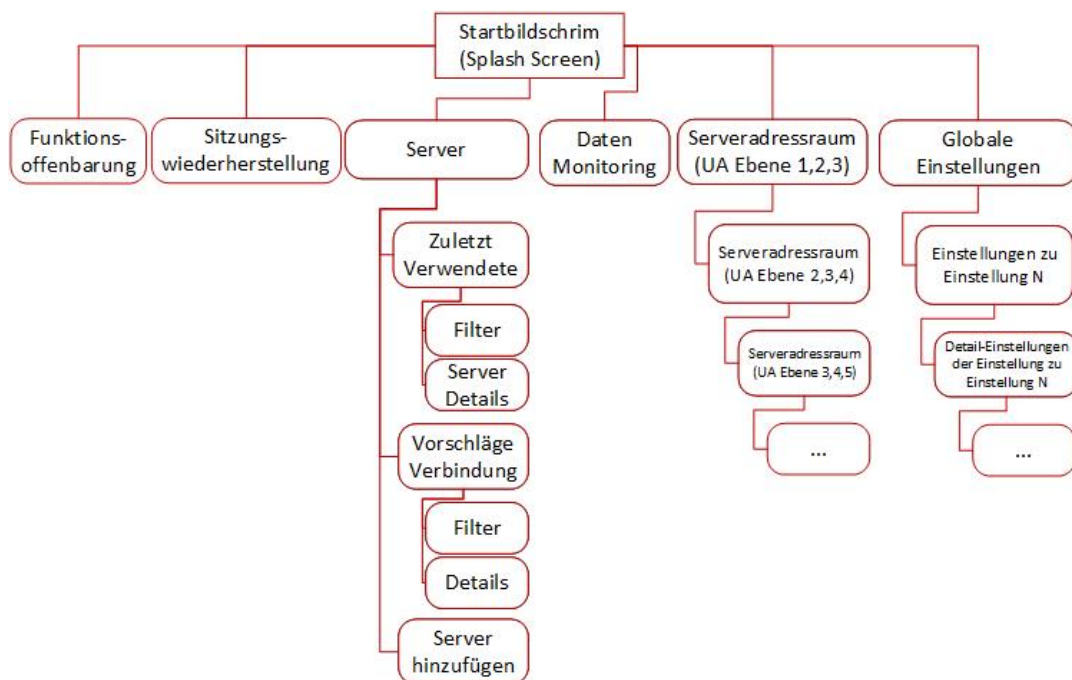 Startbildschrim
(Splash Screen)
Funktions-
offenbarung
Sitzungs-
wiederherstellung
Server
Daten
Monitoring
Serveradressraum
(UA Ebene 1,2,3)
Globale
Einstellungen
Zuletzt
Verwendete
Filter
Server
Details
Vorschläge
Verbindung
Filter
Details
Server
hinzufügen
Serveradressraum
(UA Ebene 2,3,4)
Serveradressraum
(UA Ebene 3,4,5)
...
Einstellungen zu
Einstellung N
Detail-Einstellungen
der Einstellung zu
Einstellung N
...